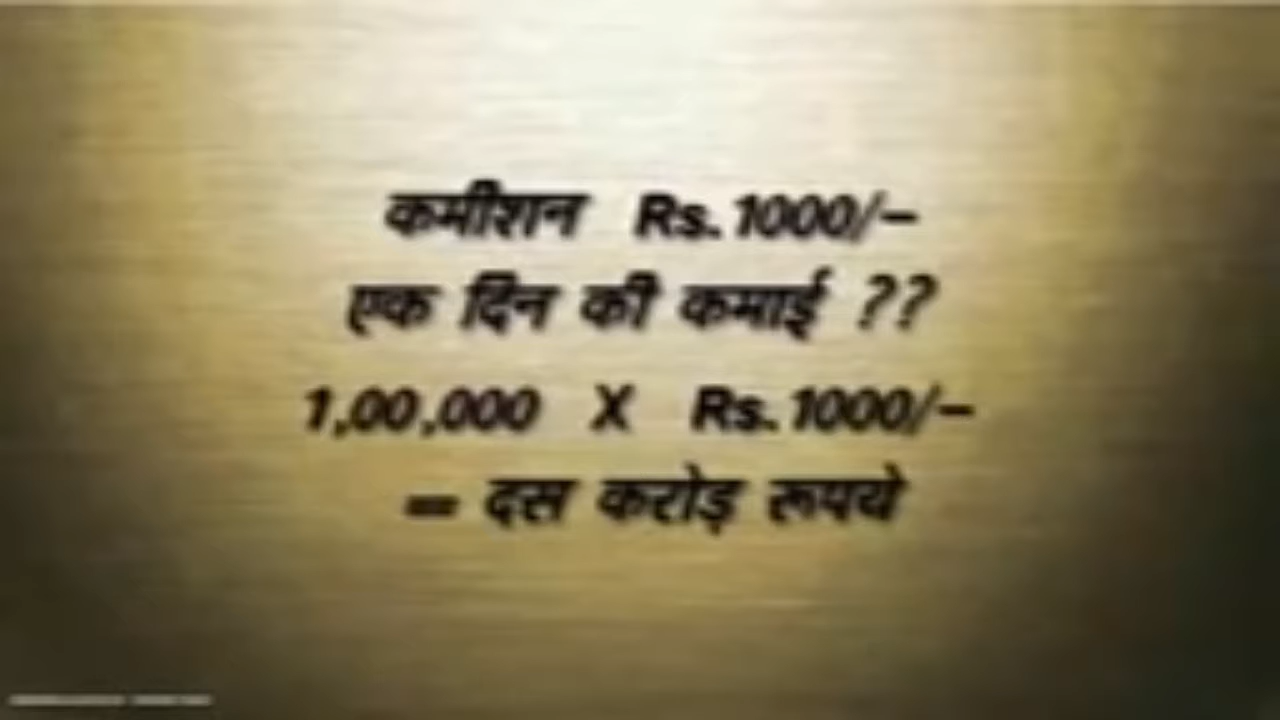 कमीशन Rs. 1000/-
एक दिन की कमाई ??
1,00,000 X Rs. 1000/-
= दस करोड़ रूपये